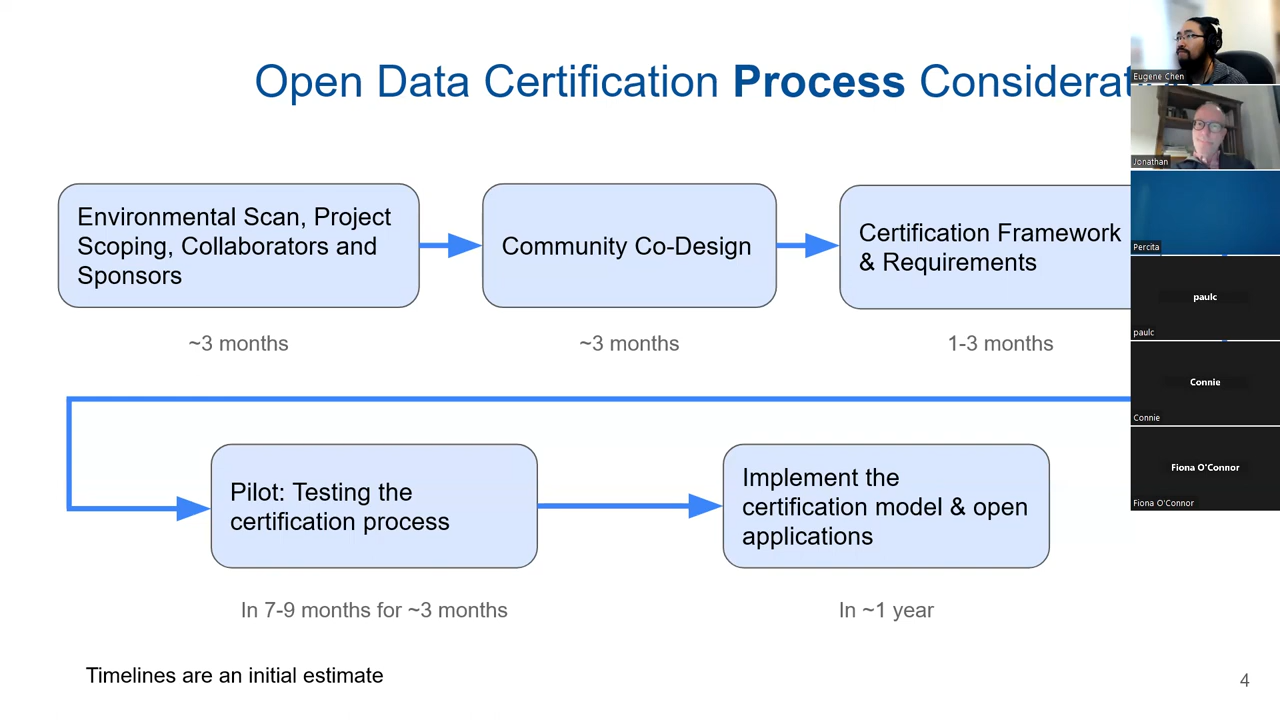 Open Data Certification Process Considerat
Environmental Scan, Project
Scoping, Collaborators and
Sponsors
Community Co-Design
Certification Framework
& Requirements
~3 months
~3 months
1-3 months
Pilot: Testing the
certification process
Implement the
certification model & open
applications
In 7-9 months for ~3 months
In ~1 year
Timelines are an initial estimate
4
Eugene Chen
Jonathan
Percita
paulc
paulc
Connie
Connie
Fiona O'Connor
Fiona O'Connor